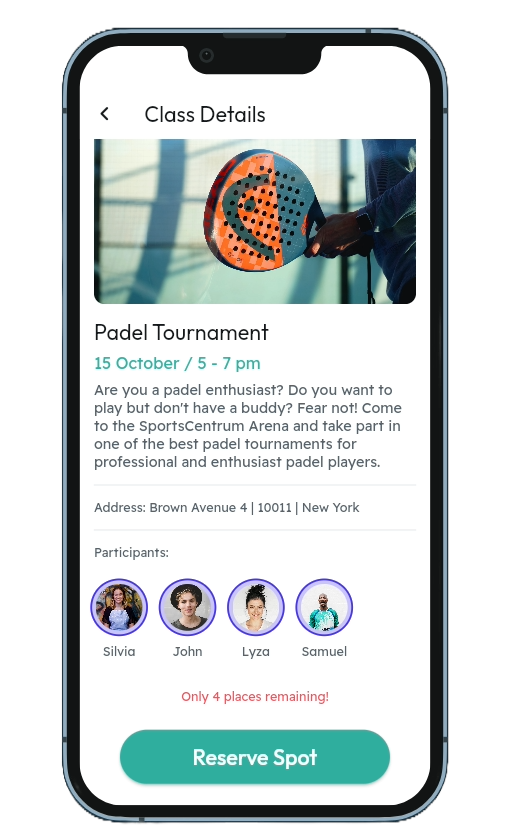 Class Details
Padel Tournament
15 October / 5 - 7 pm
Are you a padel enthusiast? Do you want to
play but don't have a buddy? Fear not! Come
to the SportsCentrum Arena and take part in
one of the best padel tournaments for
professional and enthusiast padel players.
Address: Brown Avenue 4 | 10011 | New York
Participants:
Silvia John Lyza Samuel
Only 4 places remaining!
Reserve Spot